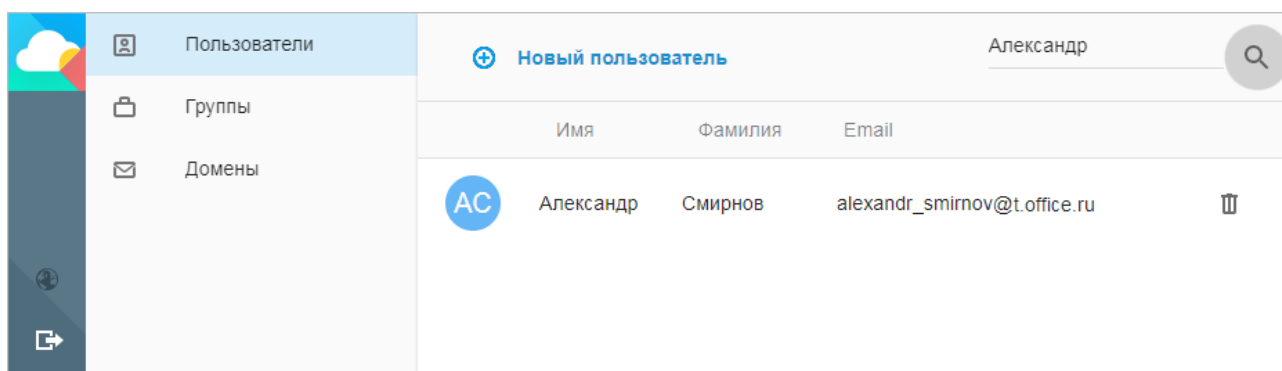 Пользователи
Группы
Домены
Новый пользователь
Александр
Имя Фамилия Email
АС Александр Смирнов alexandr_smirnov@t.office.ru